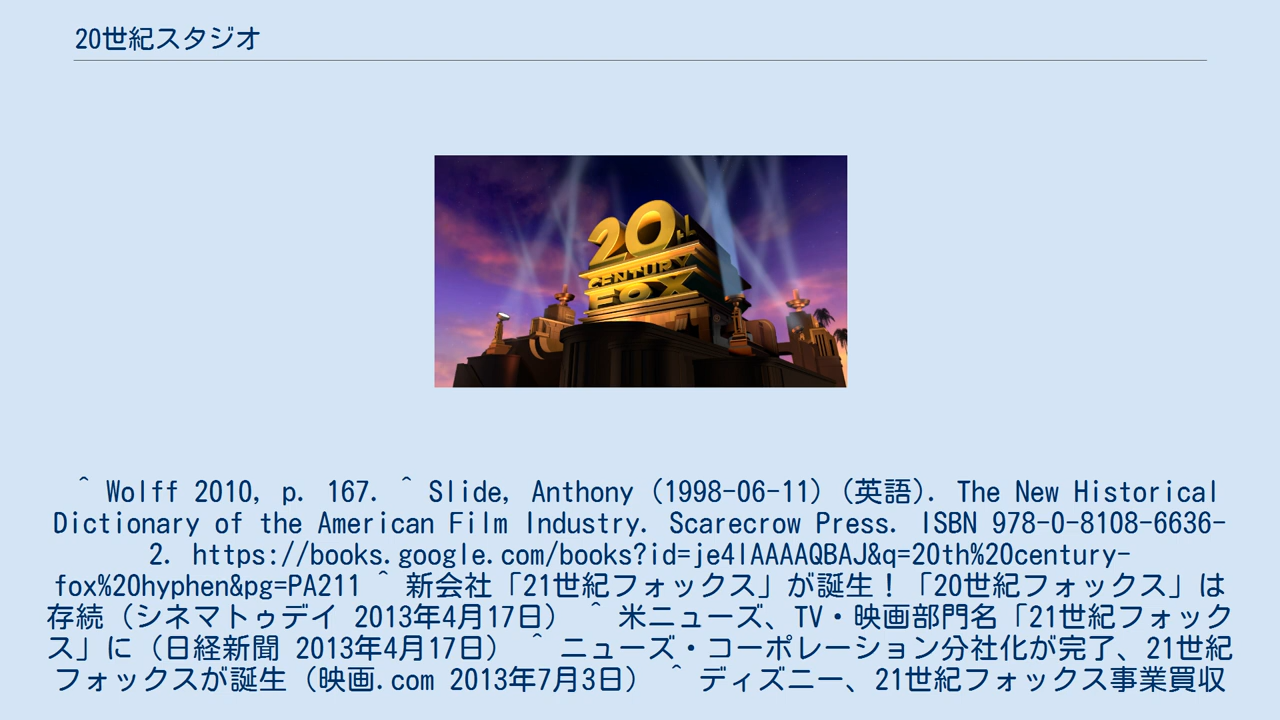 20世紀スタジオ
20th
CENTURY
FOX
^ Wolff 2010, p. 167. ^ Slide, Anthony (1998-06-11) (英語). The New Historical
Dictionary of the American Film Industry. Scarecrow Press. ISBN 978-0-8108-6636-
2. https://books.google.com/books?id=je4lAAAAQBAJ&q=20th%20century-
fox%20hyphen&pg=PA211 ^ 新会社「21世紀フォックス」が誕生！「20世紀フォックス」は
存続（シネマトゥデイ 2013年4月17日） ^ 米ニューズ、TV・映画部門名「21世紀フォック
ス」に（日経新聞 2013年4月17日） ^ ニューズ・コーポレーション分社化が完了、21世紀
フォックスが誕生（映画.com 2013年7月3日） ^ ディズニー、21世紀フォックス事業買収